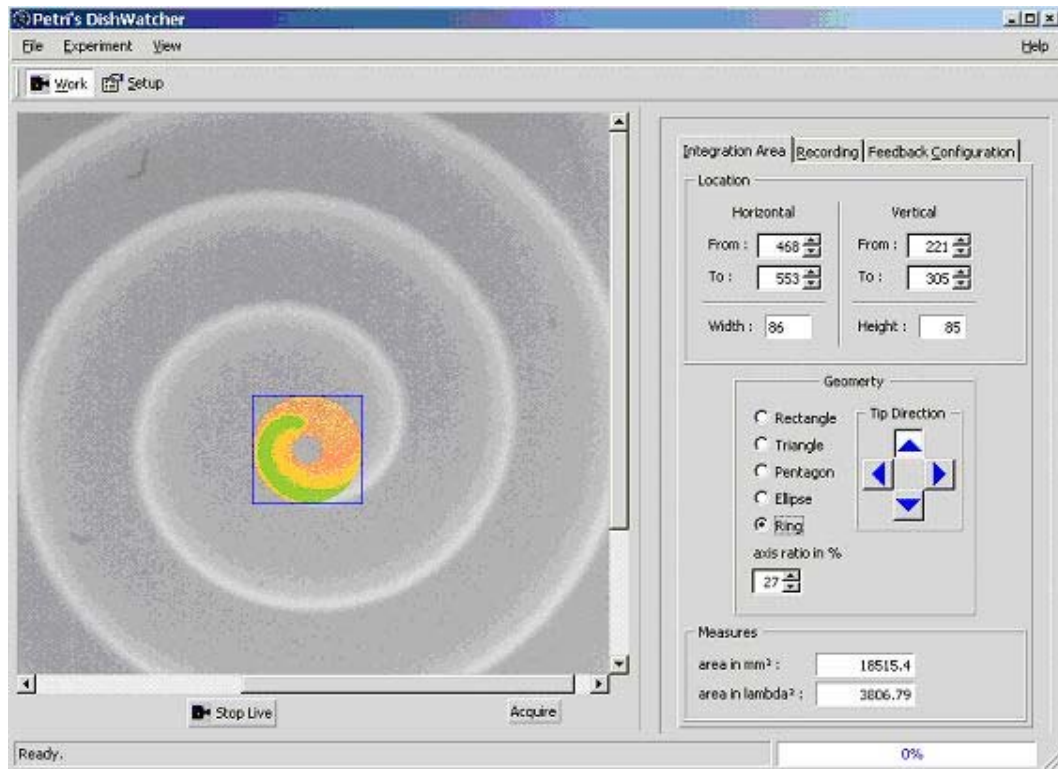 Petri's DishWatcher
File Experiment View Help
Work Setup
Integration Area Recording Feedback Configuration
Location
Horizontal Vertical
From : 468 From : 221
To : 553 To : 305
Width : 86 Height : 85
Geomerty
Rectangle
Triangle
Pentagon
Ellipse
Ring
Tip Direction
axis ratio in %
27
Measures
area in mm² : 18515.4
area in lambda² : 3806.79
Stop Live Acquire
Ready. 0%